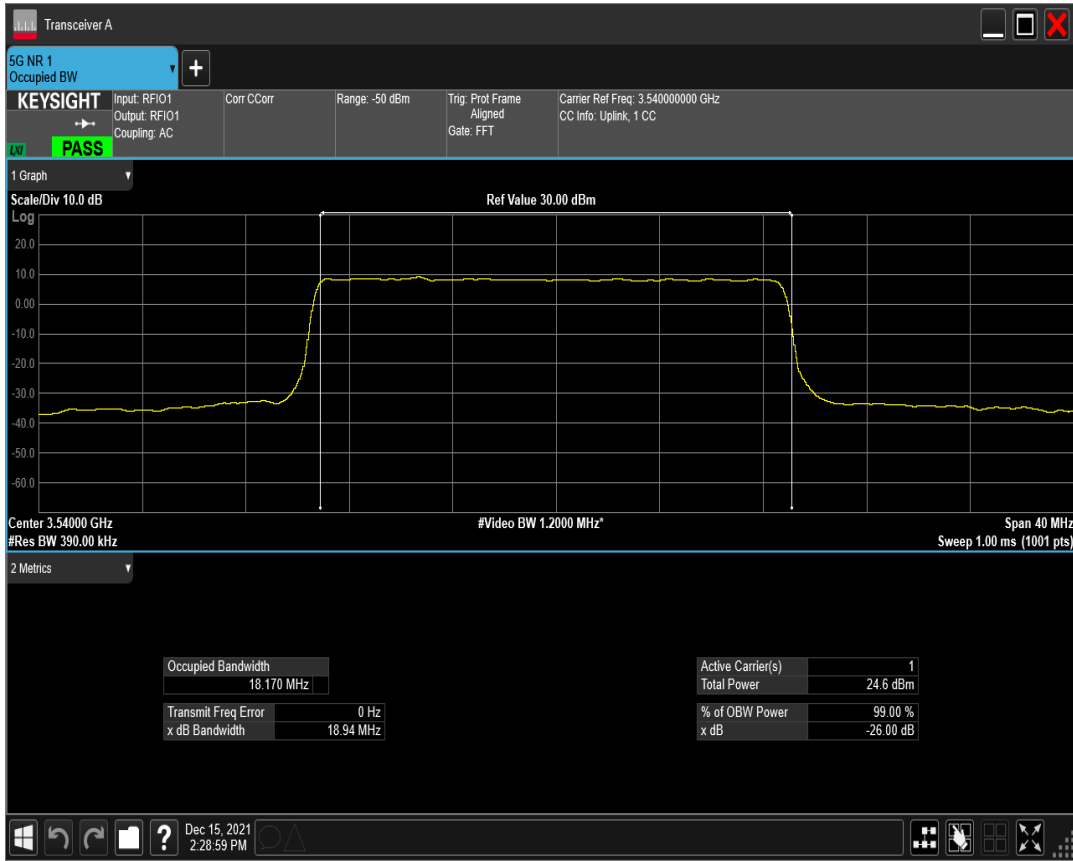 Transceiver A
5G NR 1
Occupied BW
KEYSIGHT
LXI
PASS
Input: RFIO1
Output: RFIO1
Coupling: AC
Corr CCorr
Range: -50 dBm
Trig: Prot Frame
Aligned
Gate: FFT
Carrier Ref Freq: 3.540000000 GHz
CC Info: Uplink, 1 CC
1 Graph
Scale/Div 10.0 dB
Ref Value 30.00 dBm
Log
20.0
10.0
0.00
-10.0
-20.0
-30.0
-40.0
-50.0
-60.0
Center 3.54000 GHz
#Video BW 1.2000 MHz*
Span 40 MHz
#Res BW 390.00 kHz
Sweep 1.00 ms (1001 pts)
2 Metrics
Occupied Bandwidth
18.170 MHz
Transmit Freq Error 0 Hz
x dB Bandwidth 18.94 MHz
Active Carrier(s) 1
Total Power 24.6 dBm
% of OBW Power 99.00 %
x dB -26.00 dB
?
Dec 15, 2021
2:28:59 PM